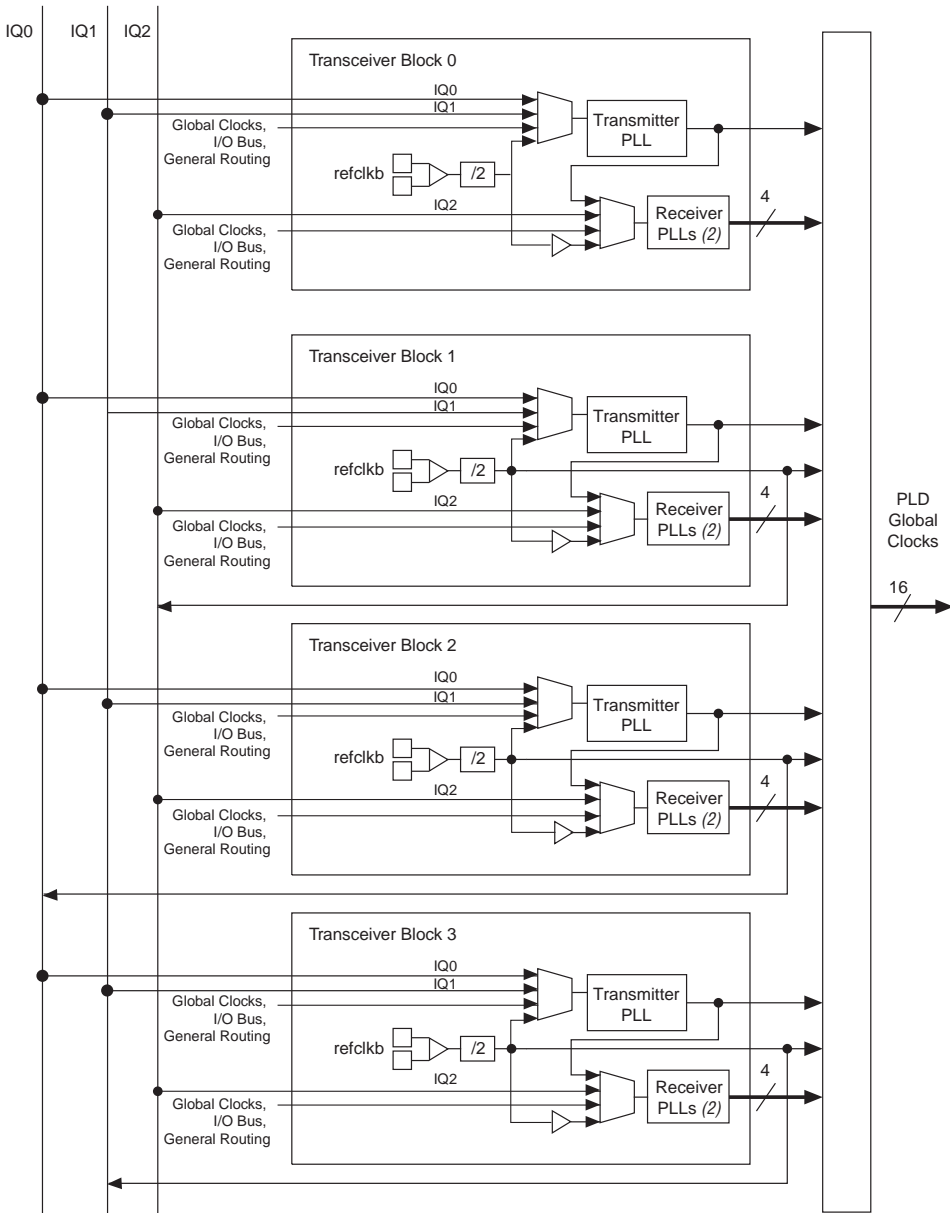 IQ0 IQ1 IQ2
Transceiver Block 0
IQ0
IQ1
Global Clocks,
I/O Bus,
General Routing
Transmitter
PLL
refclkb
/2
IQ2
Global Clocks,
I/O Bus,
General Routing
Receiver
PLLs (2)
4
Transceiver Block 1
IQ0
IQ1
Global Clocks,
I/O Bus,
General Routing
Transmitter
PLL
refclkb
/2
IQ2
Global Clocks,
I/O Bus,
General Routing
Receiver
PLLs (2)
4
PLD
Global
Clocks
16
Transceiver Block 2
IQ0
IQ1
Global Clocks,
I/O Bus,
General Routing
Transmitter
PLL
refclkb
/2
IQ2
Global Clocks,
I/O Bus,
General Routing
Receiver
PLLs (2)
4
Transceiver Block 3
IQ0
IQ1
Global Clocks,
I/O Bus,
General Routing
Transmitter
PLL
refclkb
/2
IQ2
Global Clocks,
I/O Bus,
General Routing
Receiver
PLLs (2)
4